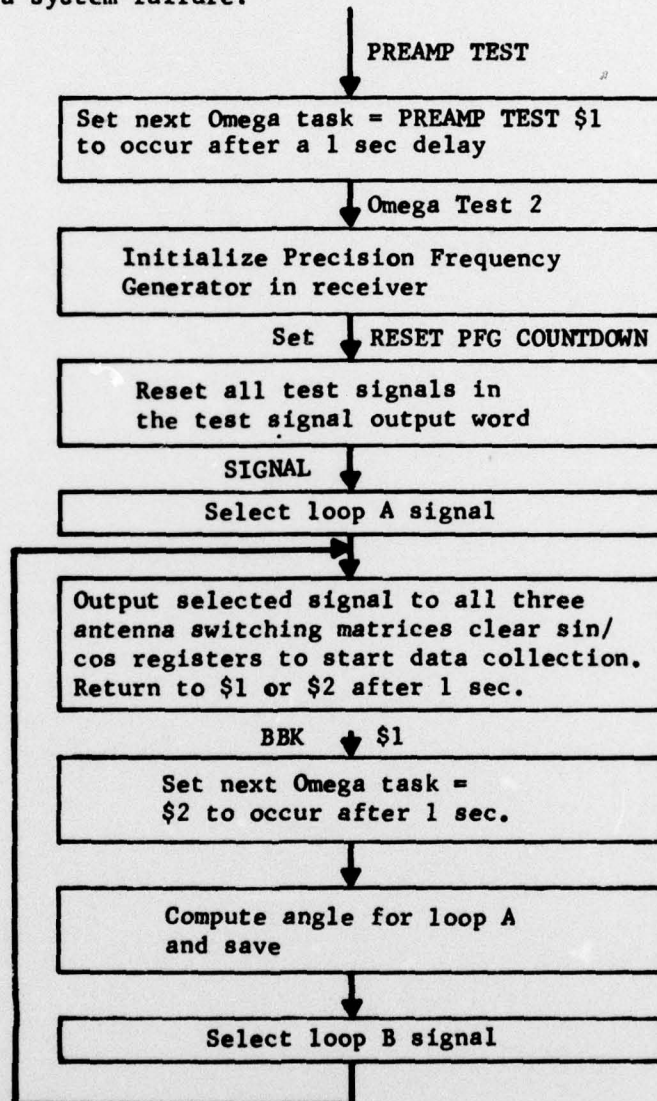 a system failure.
PREAMP TEST
Set next Omega task = PREAMP TEST $1
to occur after a 1 sec delay
Omega Test 2
Initialize Precision Frequency
Generator in receiver
Set RESET PFG COUNTDOWN
Reset all test signals in
the test signal output word
SIGNAL
Select loop A signal
Output selected signal to all three
antenna switching matrices clear sin/
cos registers to start data collection.
Return to $1 or $2 after 1 sec.
BBK $1
Set next Omega task =
$2 to occur after 1 sec.
Compute angle for loop A
and save
Select loop B signal